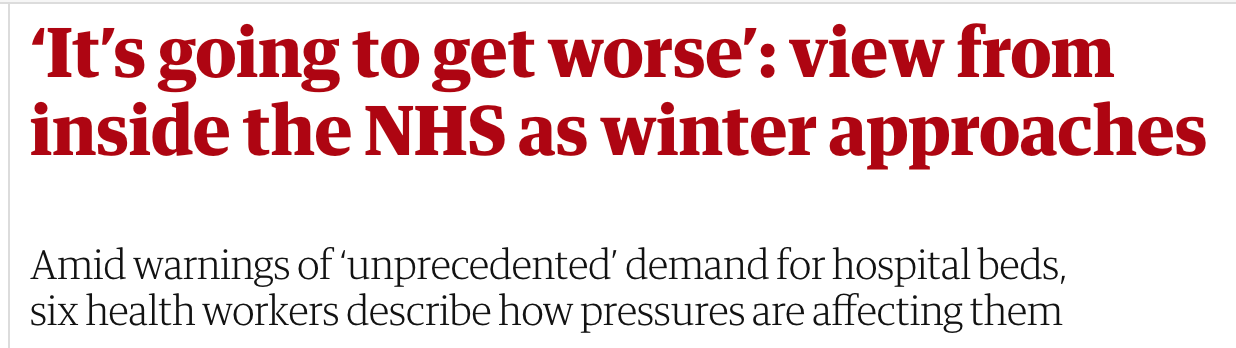 ‘It’s going to get worse’: view from
inside the NHS as winter approaches
Amid warnings of ‘unprecedented’ demand for hospital beds,
six health workers describe how pressures are affecting them